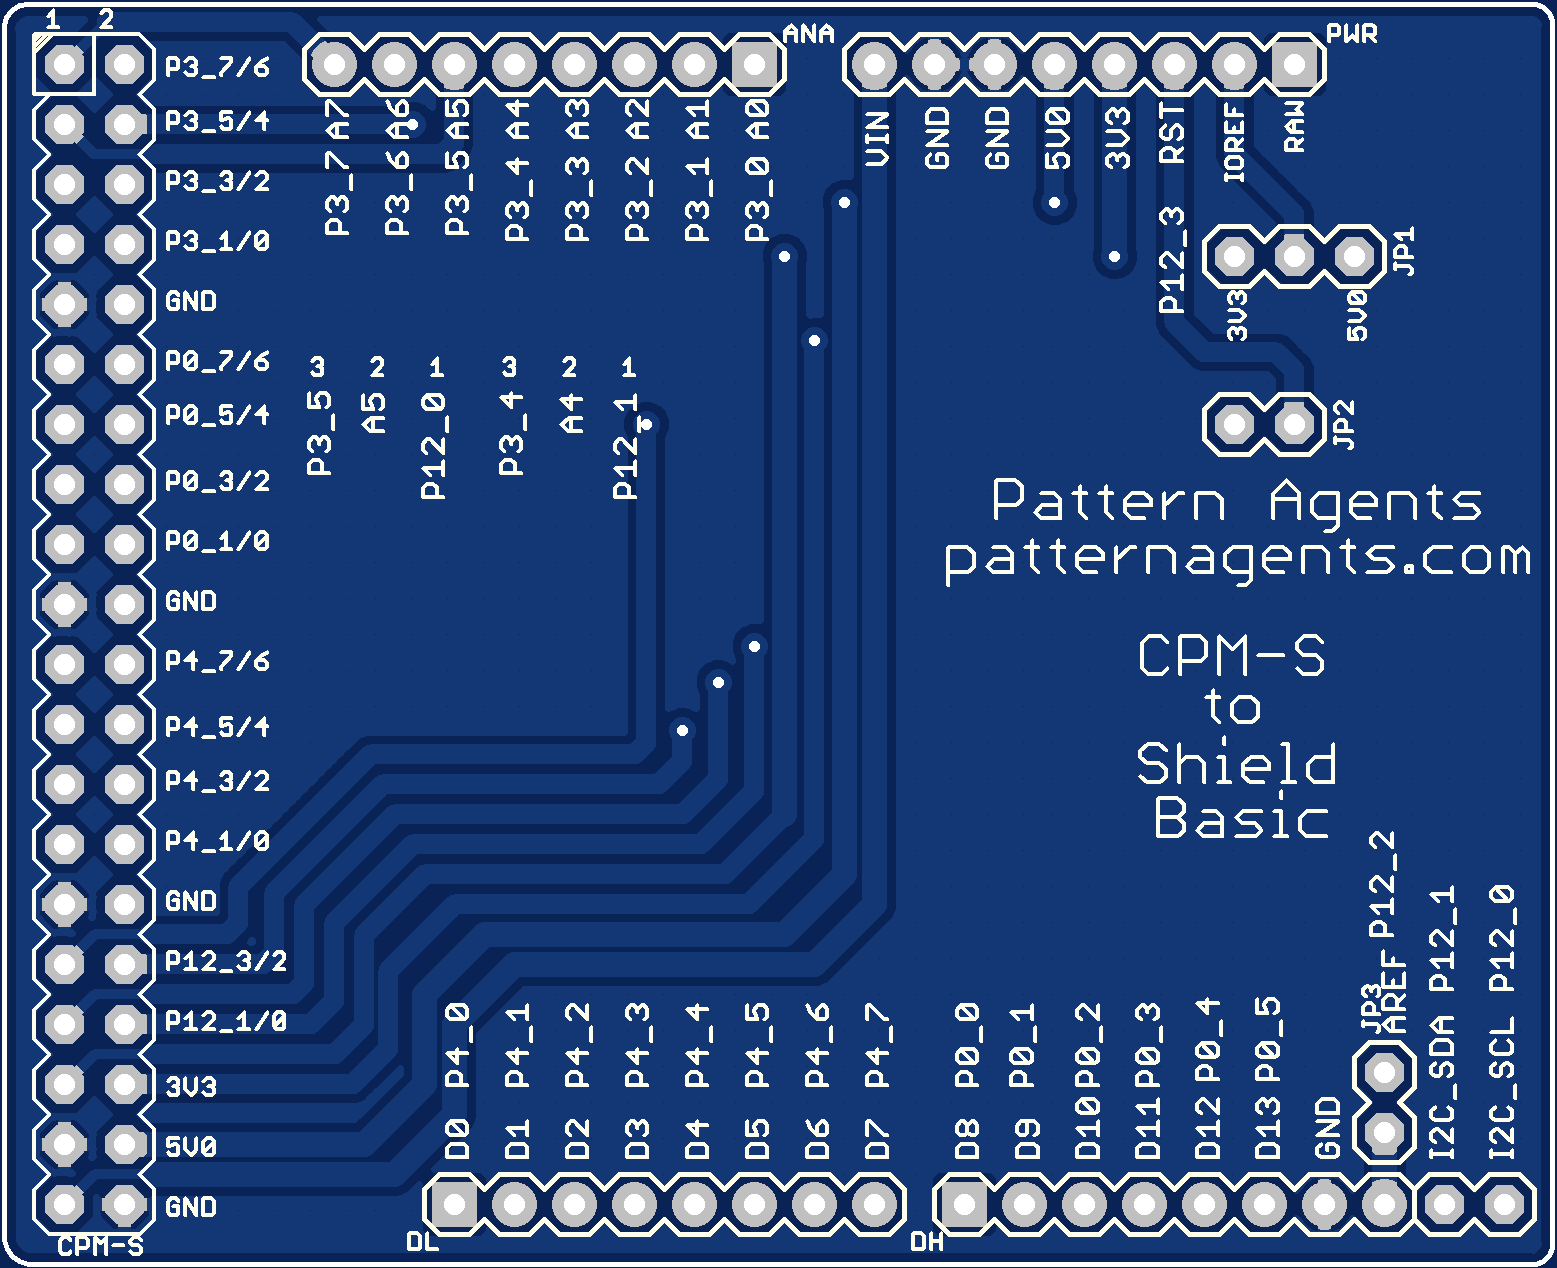 1 2
ANA
PWR
P3_7/6
P3_5/4
P3_3/2
P3_1/0
GND
P0_7/6
P0_5/4
P0_3/2
P0_1/0
GND
P4_7/6
P4_5/4
P4_3/2
P4_1/0
GND
P12_3/2
P12_1/0
3V3
5V0
GND
CPM-S
P3_7 A7
P3_6 A6
P3_5 A5
P3_4 A4
P3_3 A3
P3_2 A2
P3_1 A1
P3_0 A0
VIN
GND
GND
5V0
3V3
P12_3 RST
IOREF
RAW
3V3
5V0
JP1
JP2
3 2 1
P3_5
A5
P12_0
3 2 1
P3_4
A4
P12_1
Pattern Agents
patternagents.com
CPM-S
to
Shield
Basic
D0 P4_0
D1 P4_1
D2 P4_2
D3 P4_3
D4 P4_4
D5 P4_5
D6 P4_6
D7 P4_7
D8 P0_0
D9 P0_1
D10 P0_2
D11 P0_3
D12 P0_4
D13 P0_5
GND
JP3
AREF P12_2
I2C_SDA P12_1
I2C_SCL P12_0
DL
DH